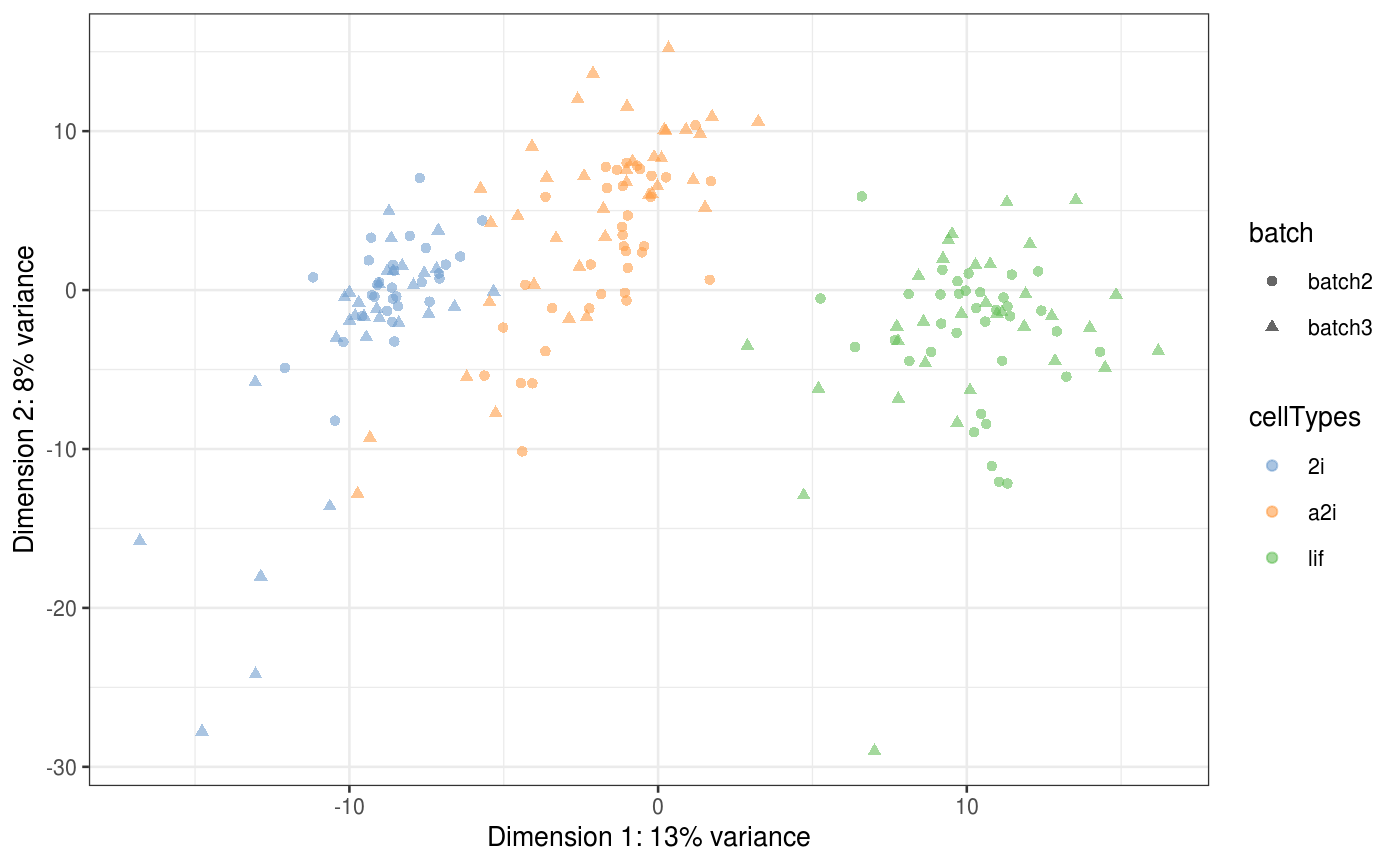 Dimension 2: 8% variance
10
0
-10
-20
-30
-10
0
10
Dimension 1: 13% variance
batch
batch2
batch3
cellTypes
2i
a2i
lif